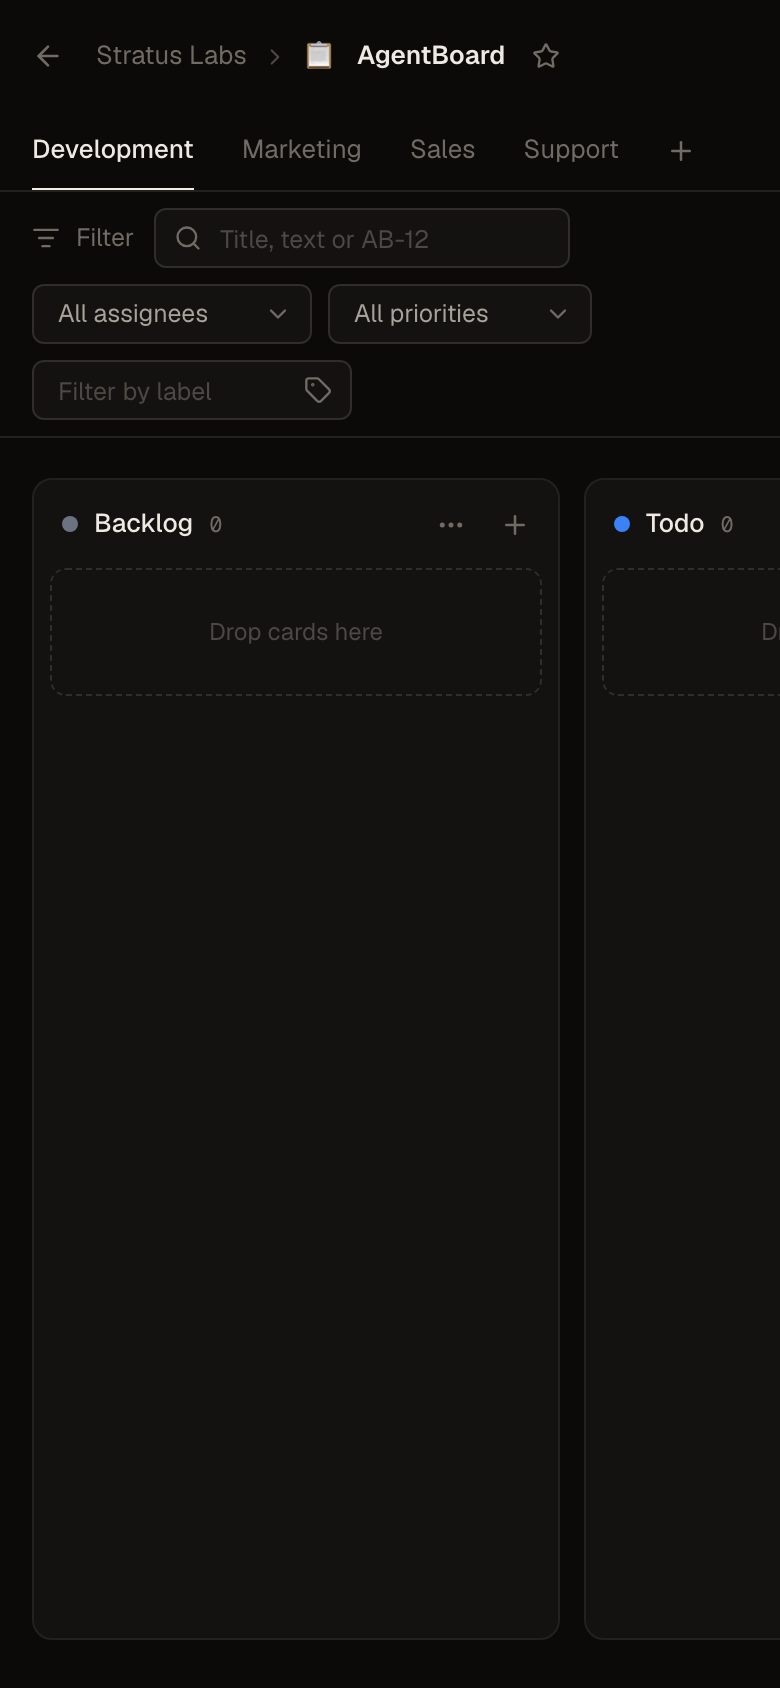 Stratus Labs > AgentBoard
Development Marketing Sales Support +
Filter Title, text or AB-12
All assignees All priorities
Filter by label
Backlog 0 Todo 0
Drop cards here